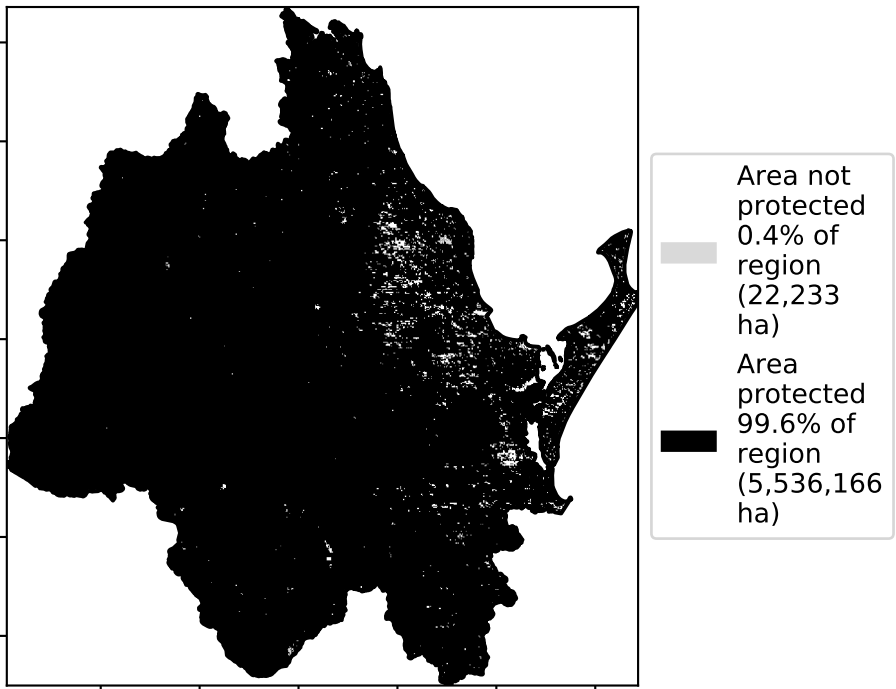 Area not
protected
0.4% of
region
(22,233
ha)
Area
protected
99.6% of
region
(5,536,166
ha)